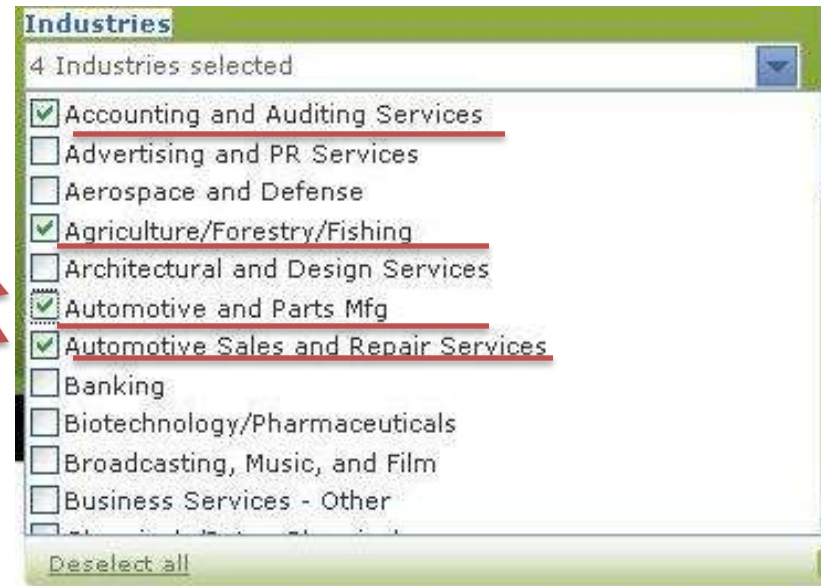 Industries
4 Industries selected
Accounting and Auditing Services
Advertising and PR Services
Aerospace and Defense
Agriculture/Forestry/Fishing
Architectural and Design Services
Automotive and Parts Mfg
Automotive Sales and Repair Services
Banking
Biotechnology/Pharmaceuticals
Broadcasting, Music, and Film
Business Services - Other
Deselect all